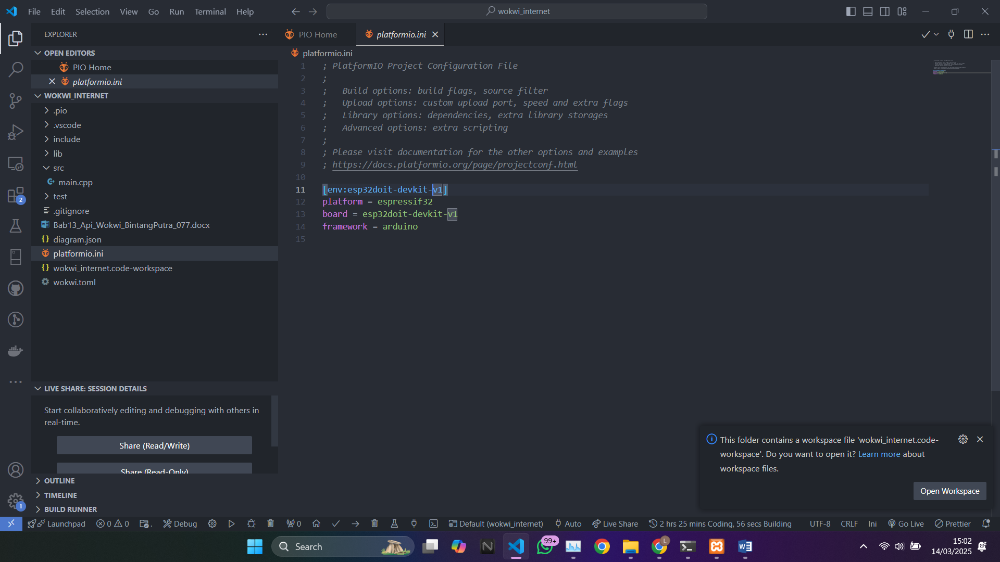 File Edit Selection View Go Run Terminal Help
wokwi_internet
EXPLORER
OPEN EDITORS
PIO Home
platformio.ini
WOKWI_INTERNET
.pio
.vscode
include
lib
src
main.cpp
test
.gitignore
Bab13_Api_Wokwi_BintangPutra_077.docx
diagram.json
platformio.ini
wokwi_internet.code-workspace
wokwi.toml
LIVE SHARE: SESSION DETAILS
Start collaboratively editing and debugging with others in
real-time.
Share (Read/Write)
Share (Read-Only)
OUTLINE
TIMELINE
BUILD RUNNER
2
1
PIO Home
platformio.ini
platformio.ini
1 ; PlatformIO Project Configuration File
2 ;
3 ;   Build options: build flags, source filter
4 ;   Upload options: custom upload port, speed and extra flags
5 ;   Library options: dependencies, extra library storages
6 ;   Advanced options: extra scripting
7 ;
8 ; Please visit documentation for the other options and examples
9 ; https://docs.platformio.org/page/projectconf.html
10
11 [env:esp32doit-devkit-v1]
12 platform = espressif32
13 board = esp32doit-devkit-v1
14 framework = arduino
15
This folder contains a workspace file 'wokwi_internet.code-
workspace'. Do you want to open it? Learn more about
workspace files.
Open Workspace
Launchpad 0 0 Debug 0 Default (wokwi_internet) Auto Live Share 2 hrs 25 mins Coding, 56 secs Building UTF-8 CRLF Ini Go Live Prettier
Search
99+
L
15:02
14/03/2025